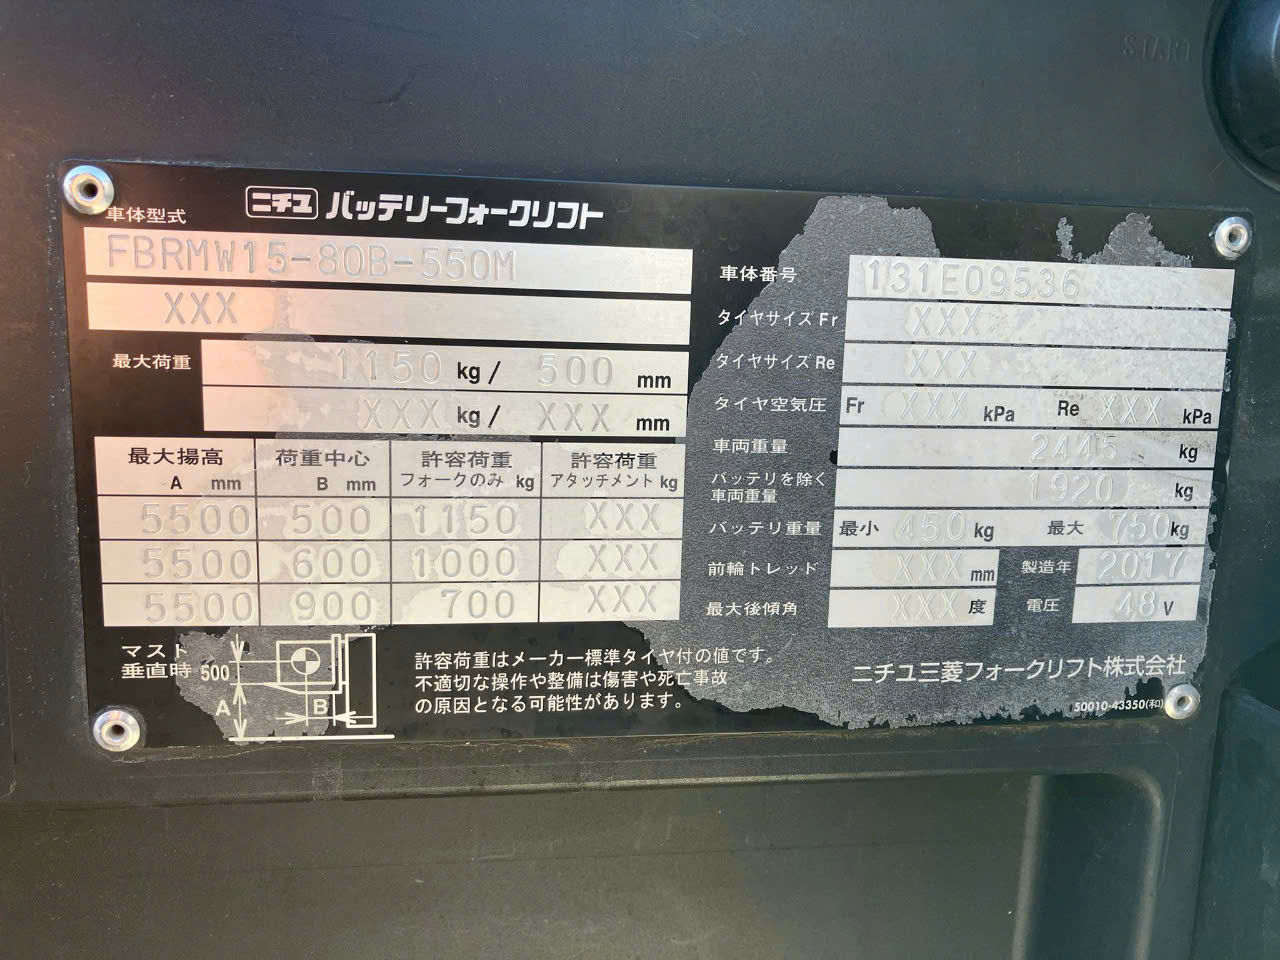 START
ニチユ バッテリーフォークリフト
車体型式
FBRMW15-80B-550M
XXX
最大荷重 1150 kg/ 500 mm
XXX kg/ XXX mm
最大揚高 A mm 荷重中心 B mm 許容荷重 フォークのみ kg 許容荷重 アタッチメント kg
5500 500 1150 XXX
5500 600 1000 XXX
5500 900 700 XXX
マスト垂直時 500 A B
許容荷重はメーカー標準タイヤ付の値です。
不適切な操作や整備は傷害や死亡事故
の原因となる可能性があります。
車体番号 131E09536
タイヤサイズ Fr XXX
タイヤサイズ Re XXX
タイヤ空気圧 Fr XXX kPa Re XXX kPa
車両重量 2445 kg
バッテリを除く車両重量 1920 kg
バッテリ重量 最小 450 kg 最大 750 kg
前輪トレッド XXX mm 製造年 2017
最大後傾角 XXX 度 電圧 48 V
ニチユ三菱フォークリフト株式会社
50010-43350(和)